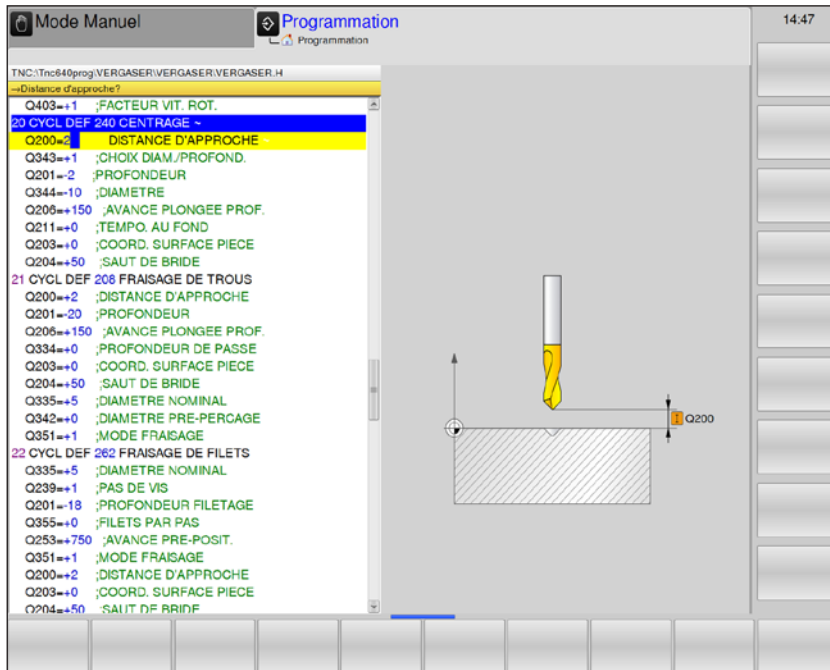 Mode Manuel
Programmation
14:47
Programmation
TNC:\Tnc640prog\VERGASER\VERGASER\VERGASER.H
→Distance d'approche?
Q403=+1 ;FACTEUR VIT. ROT.
20 CYCL DEF 240 CENTRAGE ~
Q200=2 DISTANCE D'APPROCHE ~
Q343=+1 ;CHOIX DIAM./PROFOND.
Q201=-2 ;PROFONDEUR
Q344=-10 ;DIAMETRE
Q206=+150 ;AVANCE PLONGEE PROF.
Q211=+0 ;TEMPO. AU FOND
Q203=+0 ;COORD. SURFACE PIECE
Q204=+50 ;SAUT DE BRIDE
21 CYCL DEF 208 FRAISAGE DE TROUS
Q200=+2 ;DISTANCE D'APPROCHE
Q201=-20 ;PROFONDEUR
Q206=+150 ;AVANCE PLONGEE PROF.
Q334=+0 ;PROFONDEUR DE PASSE
Q203=+0 ;COORD. SURFACE PIECE
Q204=+50 ;SAUT DE BRIDE
Q335=+5 ;DIAMETRE NOMINAL
Q342=+0 ;DIAMETRE PRE-PERCAGE
Q351=+1 ;MODE FRAISAGE
22 CYCL DEF 262 FRAISAGE DE FILETS
Q335=+5 ;DIAMETRE NOMINAL
Q239=+1 ;PAS DE VIS
Q201=-18 ;PROFONDEUR FILETAGE
Q355=+0 ;FILETS PAR PAS
Q253=+750 ;AVANCE PRE-POSIT.
Q351=+1 ;MODE FRAISAGE
Q200=+2 ;DISTANCE D'APPROCHE
Q203=+0 ;COORD. SURFACE PIECE
Q204=+50 ;SAUT DE BRIDE
Q200